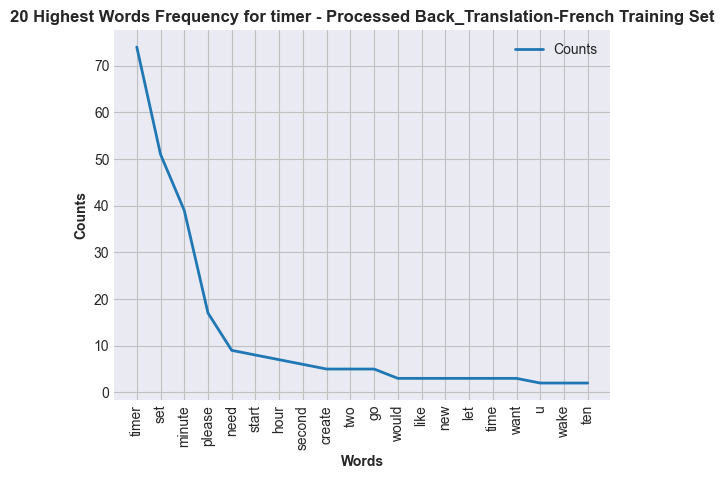 20 Highest Words Frequency for timer - Processed Back_Translation-French Training Set
Counts
Counts
70
60
50
40
30
20
10
0
timer
set
minute
please
need
start
hour
second
create
two
go
would
like
new
let
time
want
u
wake
ten
Words